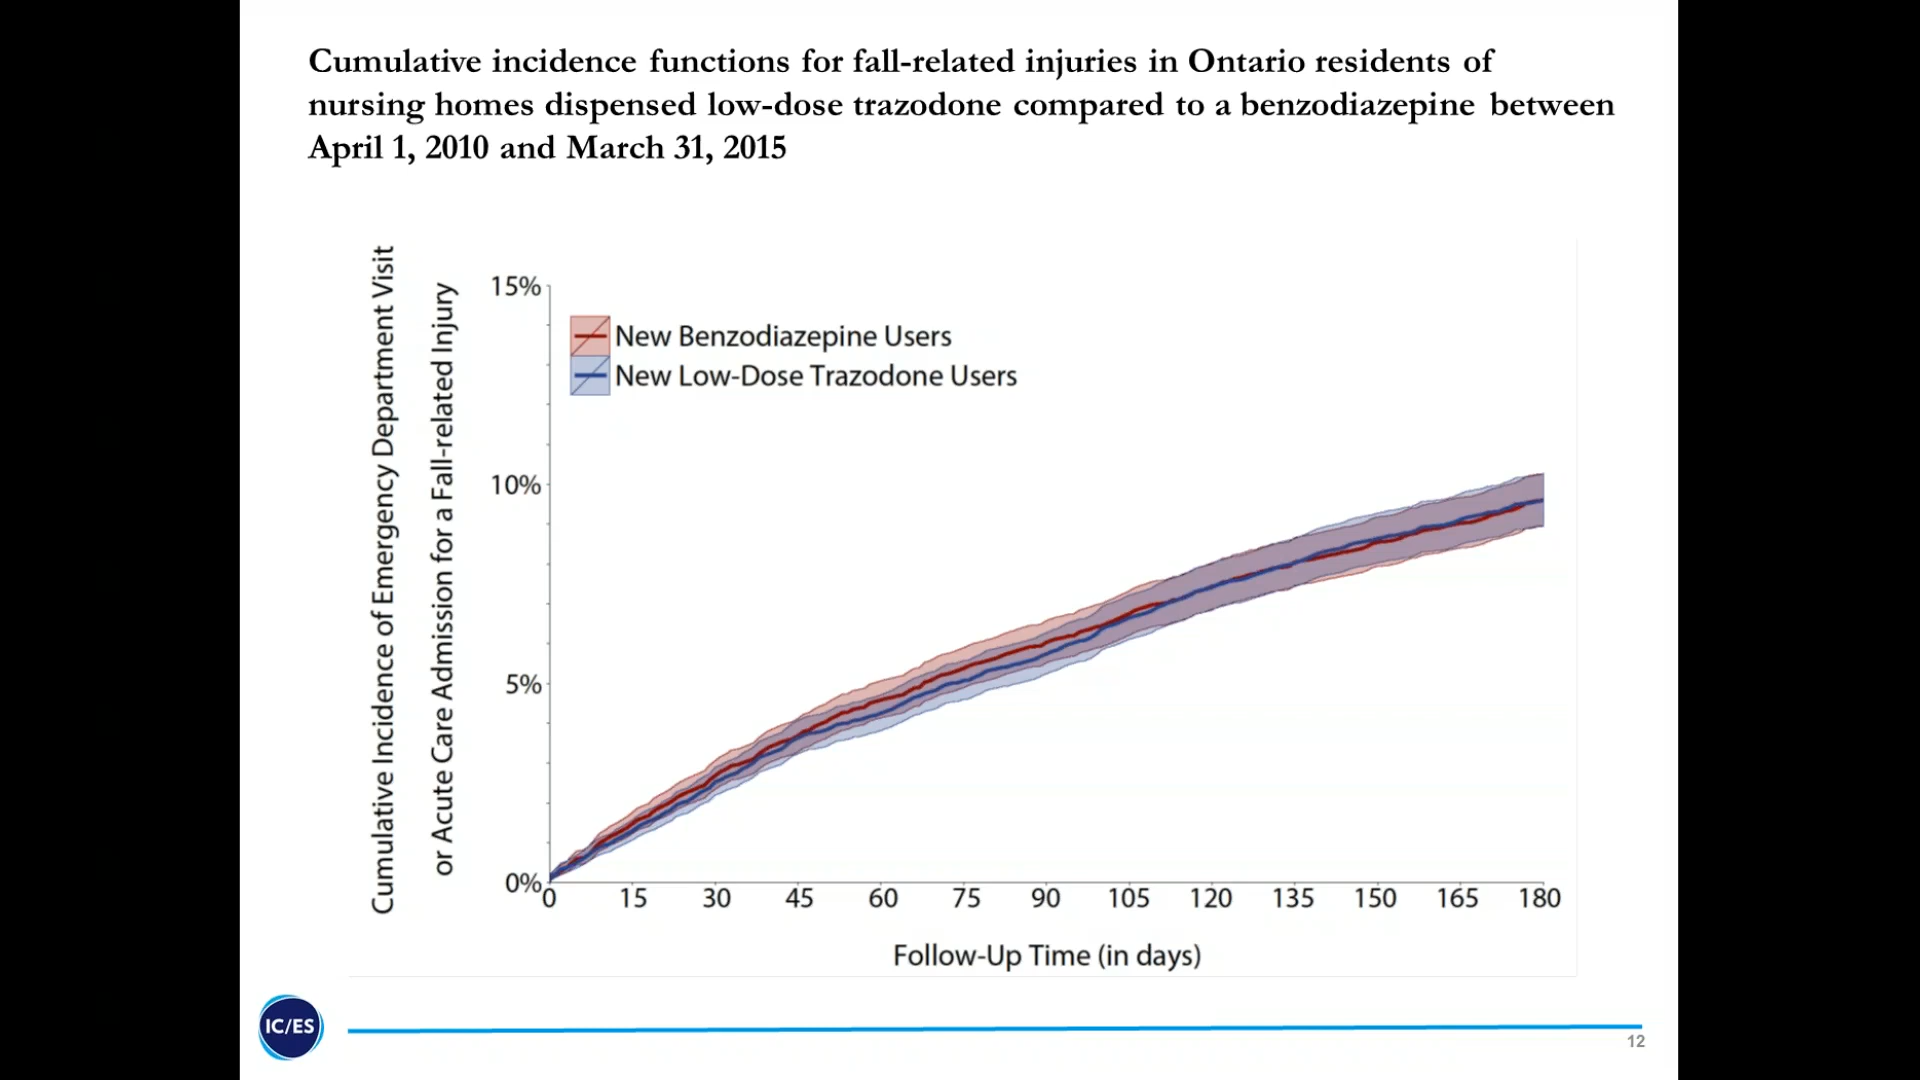 Cumulative incidence functions for fall-related injuries in Ontario residents of
nursing homes dispensed low-dose trazodone compared to a benzodiazepine between
April 1, 2010 and March 31, 2015
Cumulative Incidence of Emergency Department Visit
or Acute Care Admission for a Fall-related Injury
15%
10%
5%
0%
New Benzodiazepine Users
New Low-Dose Trazodone Users
0 15 30 45 60 75 90 105 120 135 150 165 180
Follow-Up Time (in days)
IC/ES
12